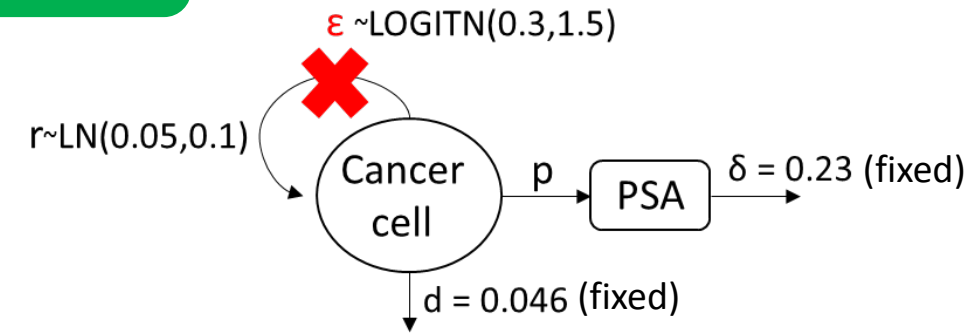 ε ~LOGITN(0.3,1.5)
r~LN(0.05,0.1)
Cancer
cell
p
PSA
δ = 0.23 (fixed)
d = 0.046 (fixed)